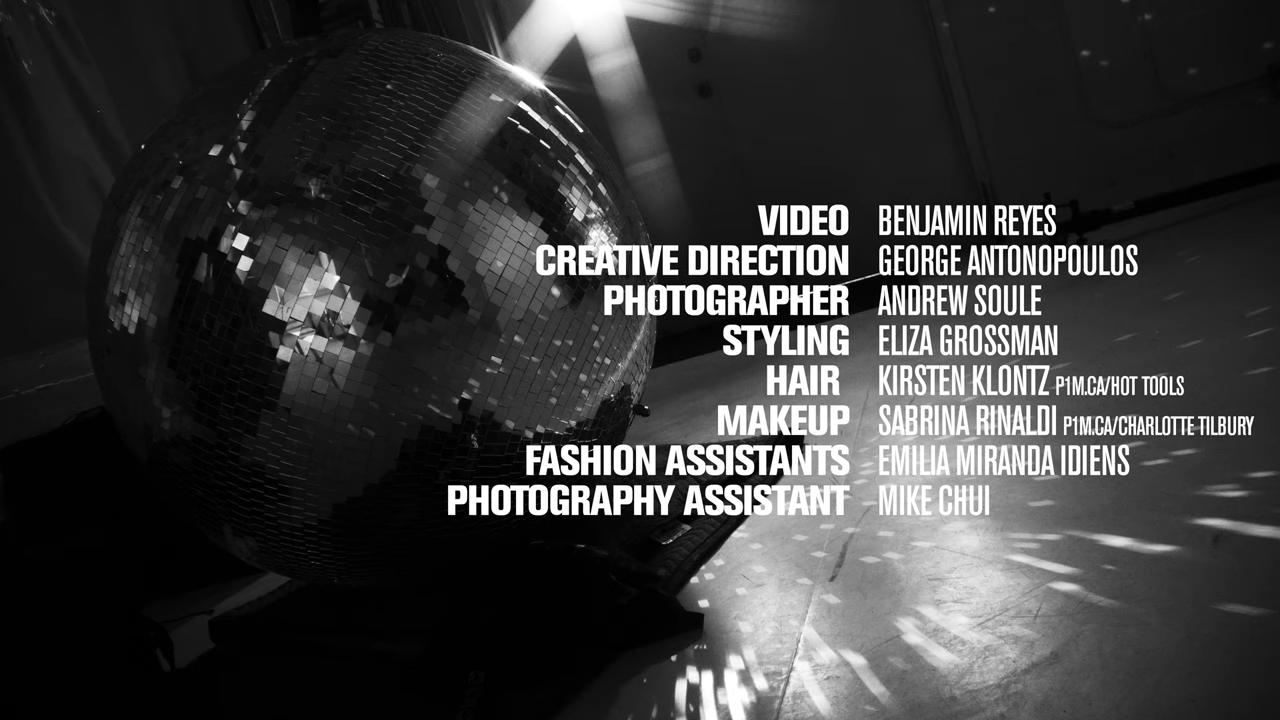 VIDEO BENJAMIN REYES
CREATIVE DIRECTION GEORGE ANTONOPOULOS
PHOTOGRAPHER ANDREW SOULE
STYLING ELIZA GROSSMAN
HAIR KIRSTEN KLONTZ P1M.CA/HOT TOOLS
MAKEUP SABRINA RINALDI P1M.CA/CHARLOTTE TILBURY
FASHION ASSISTANTS EMILIA MIRANDA IDIENS
PHOTOGRAPHY ASSISTANT MIKE CHUI